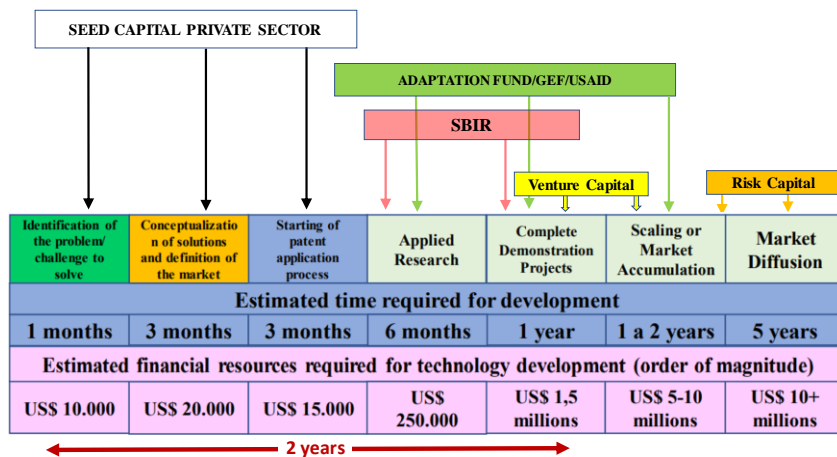 SEED CAPITAL PRIVATE SECTOR
ADAPTATION FUND/GEF/USAID
SBIR
Venture Capital
Risk Capital
Identification of
the problem/
challenge to
solve
Conceptualizatio
n of solutions
and definition of
the market
Starting of
patent
application
process
Applied
Research
Complete
Demonstration
Projects
Scaling or
Market
Accumulation
Market
Diffusion
Estimated time required for development
1 months
3 months
3 months
6 months
1 year
1 a 2 years
5 years
Estimated financial resources required for technology development (order of magnitude)
US$ 10.000
US$ 20.000
US$ 15.000
US$
250.000
US$ 1,5
millions
US$ 5-10
millions
US$ 10+
millions
2 years